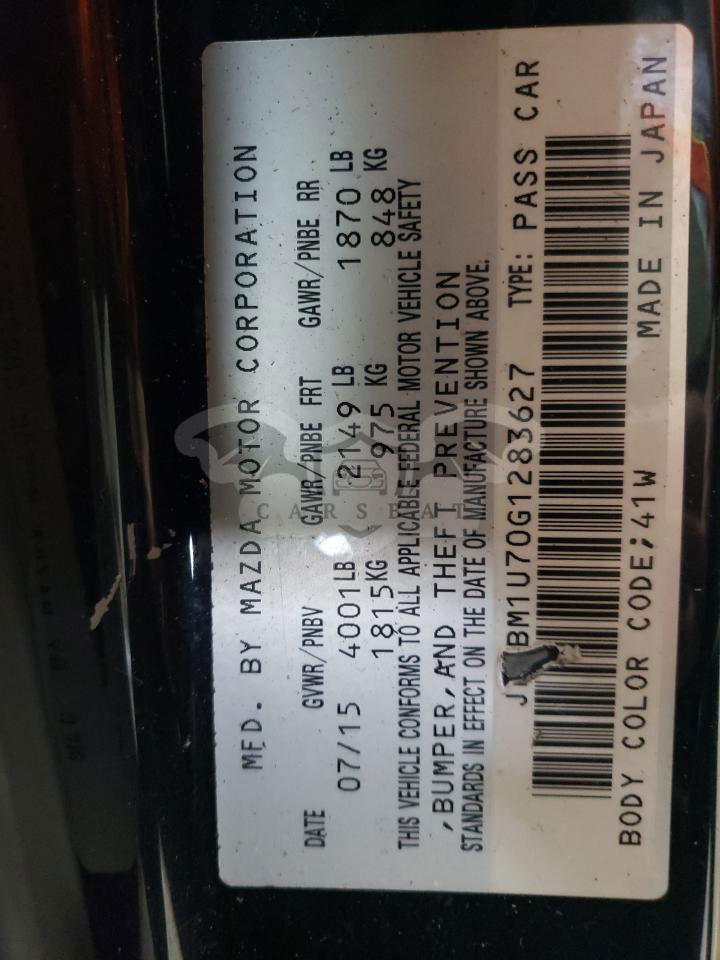 MFD. BY MAZDA MOTOR CORPORATION
DATE GVWR/PNBV GAWR/PNBE FRT GAWR/PNBE RR
07/15 4001LB 2149 LB 1870 LB
1815KG 975 KG 848 KG
THIS VEHICLE CONFORMS TO ALL APPLICABLE FEDERAL MOTOR VEHICLE SAFETY
,BUMPER,AND THEFT PREVENTION
STANDARDS IN EFFECT ON THE DATE OF MANUFACTURE SHOWN ABOVE.
J BM1U70G1283627 TYPE: PASS CAR
BODY COLOR CODE;41W MADE IN JAPAN
CARSBAT